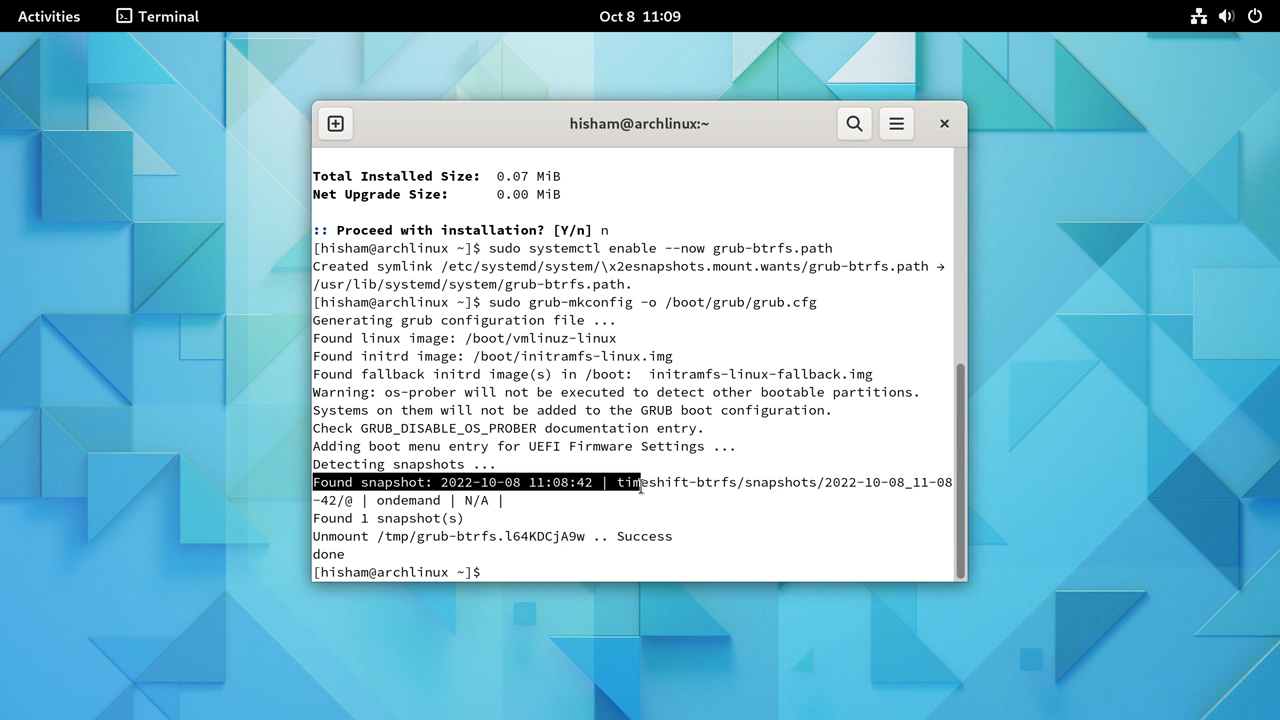 Activities Terminal Oct 8 11:09
hisham@archlinux:~
Total Installed Size:  0.07 MiB
Net Upgrade Size:      0.00 MiB
:: Proceed with installation? [Y/n] n
[hisham@archlinux ~]$ sudo systemctl enable --now grub-btrfs.path
Created symlink /etc/systemd/system/\x2esnapshots.mount.wants/grub-btrfs.path →
/usr/lib/systemd/system/grub-btrfs.path.
[hisham@archlinux ~]$ sudo grub-mkconfig -o /boot/grub/grub.cfg
Generating grub configuration file ...
Found linux image: /boot/vmlinuz-linux
Found initrd image: /boot/initramfs-linux.img
Found fallback initrd image(s) in /boot:  initramfs-linux-fallback.img
Warning: os-prober will not be executed to detect other bootable partitions.
Systems on them will not be added to the GRUB boot configuration.
Check GRUB_DISABLE_OS_PROBER documentation entry.
Adding boot menu entry for UEFI Firmware Settings ...
Detecting snapshots ...
Found snapshot: 2022-10-08 11:08:42 | timeshift-btrfs/snapshots/2022-10-08_11-08
-42/@ | ondemand | N/A |
Found 1 snapshot(s)
Unmount /tmp/grub-btrfs.l64KDCjA9w .. Success
done
[hisham@archlinux ~]$